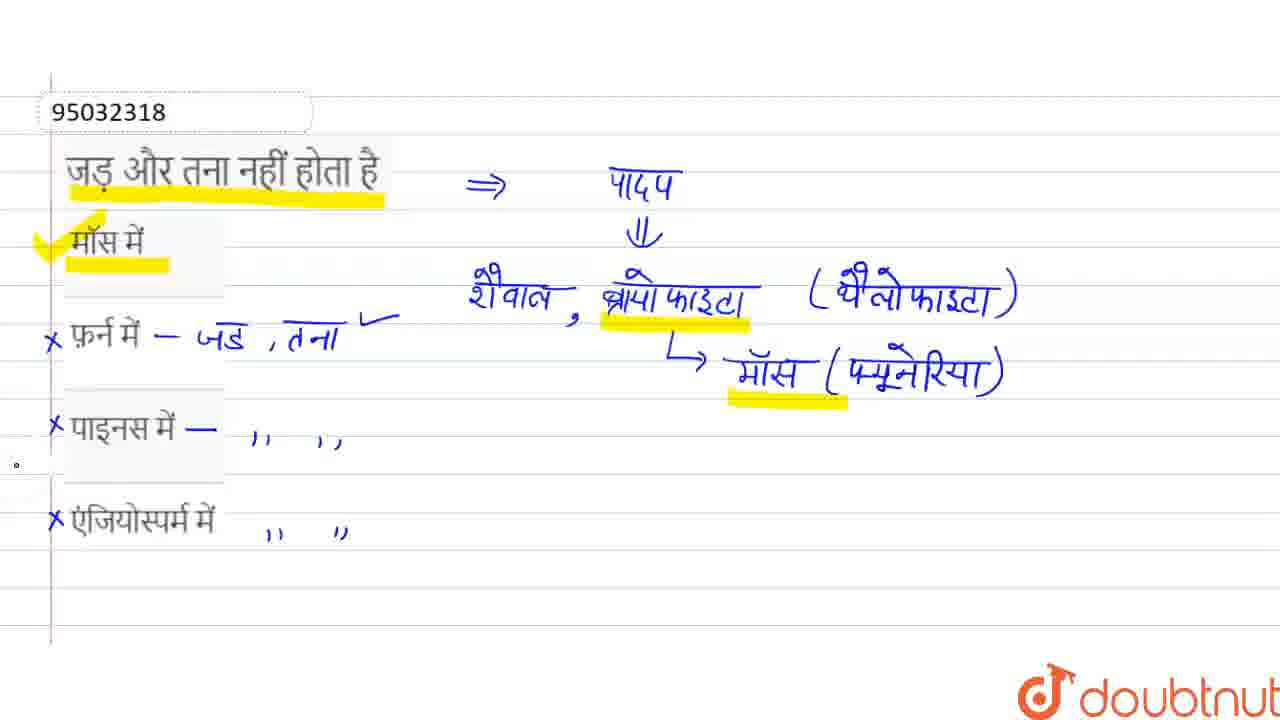 95032318
जड़ और तना नहीं होता है ⇒ पादप
⇓
मॉस में
शैवाल, ब्रायोफाइटा (थैलोफाइटा)
x फ़र्न में — जड, तना ✓
↳ मॉस (फ्यूनेरिया)
x पाइनस में — ,, ,,
x एंजियोस्पर्म में ,, ,,
doubtnut